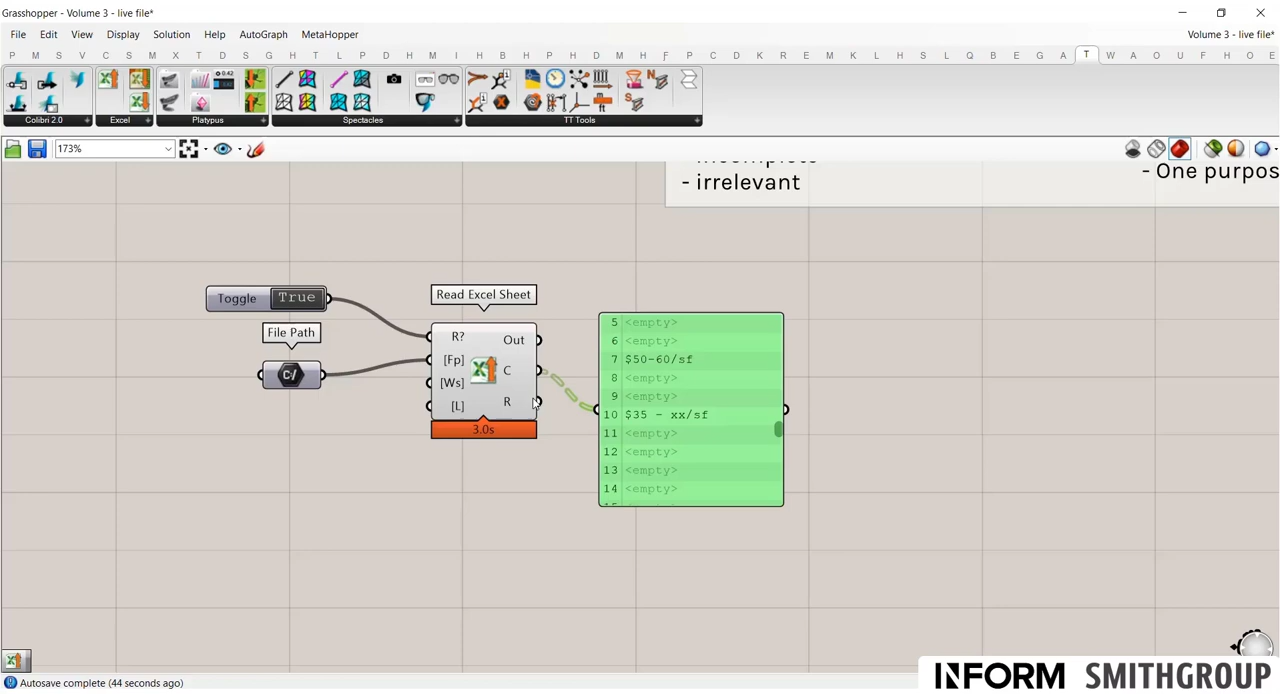 Grasshopper - Volume 3 - live file*
File Edit View Display Solution Help AutoGraph MetaHopper Volume 3 - live file*
P M S V C M X T D S V C M I V K H B C F D M L F G P C D M P J K R E B E G F A T W A O U F H O E
0.42
Colibri 2.0 Excel Platypus Spectacles TT Tools
173%
incomplete
- irrelevant
- One purpos
Read Excel Sheet
Toggle True
File Path
C:/
R? Out
[Fp] C
[Ws]
[L] R
3.0s
5 <empty>
6 <empty>
7 $50-60/sf
8 <empty>
9 <empty>
10 $35 - xx/sf
11 <empty>
12 <empty>
13 <empty>
14 <empty>
Autosave complete (44 seconds ago)
INFORM SMITHGROUP